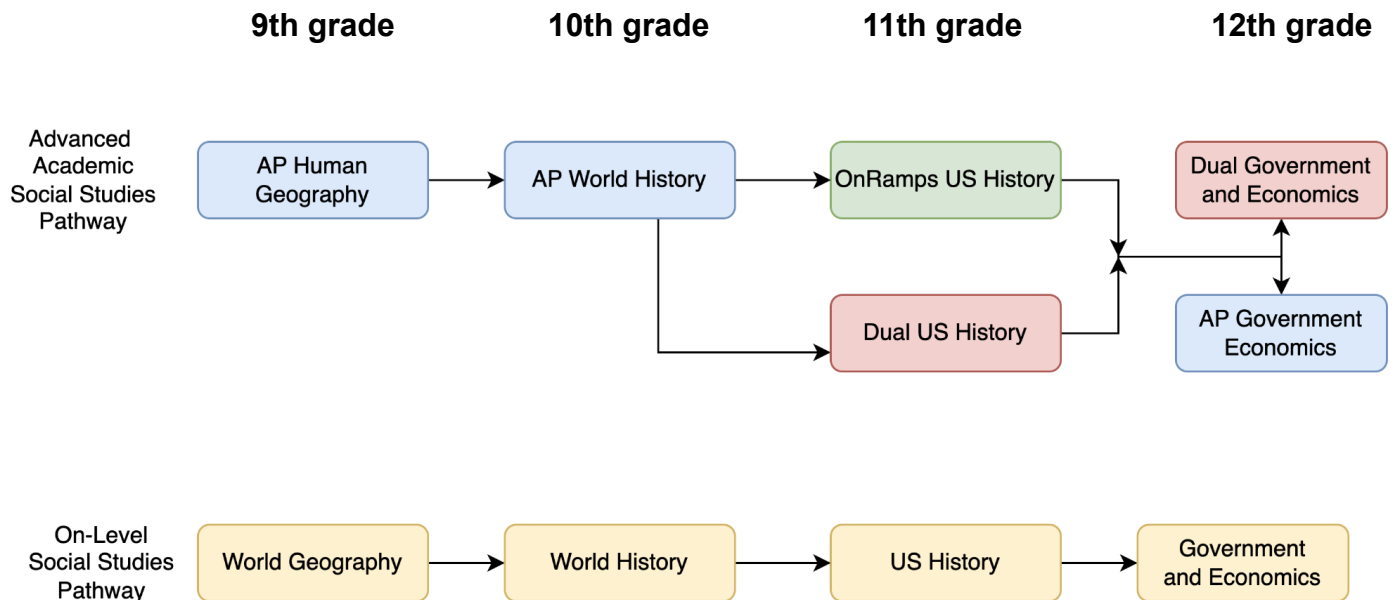 9th grade
10th grade
11th grade
12th grade
Advanced
Academic
Social Studies
Pathway
AP Human
Geography
AP World History
OnRamps US History
Dual Government
and Economics
Dual US History
AP Government
Economics
On-Level
Social Studies
Pathway
World Geography
World History
US History
Government
and Economics